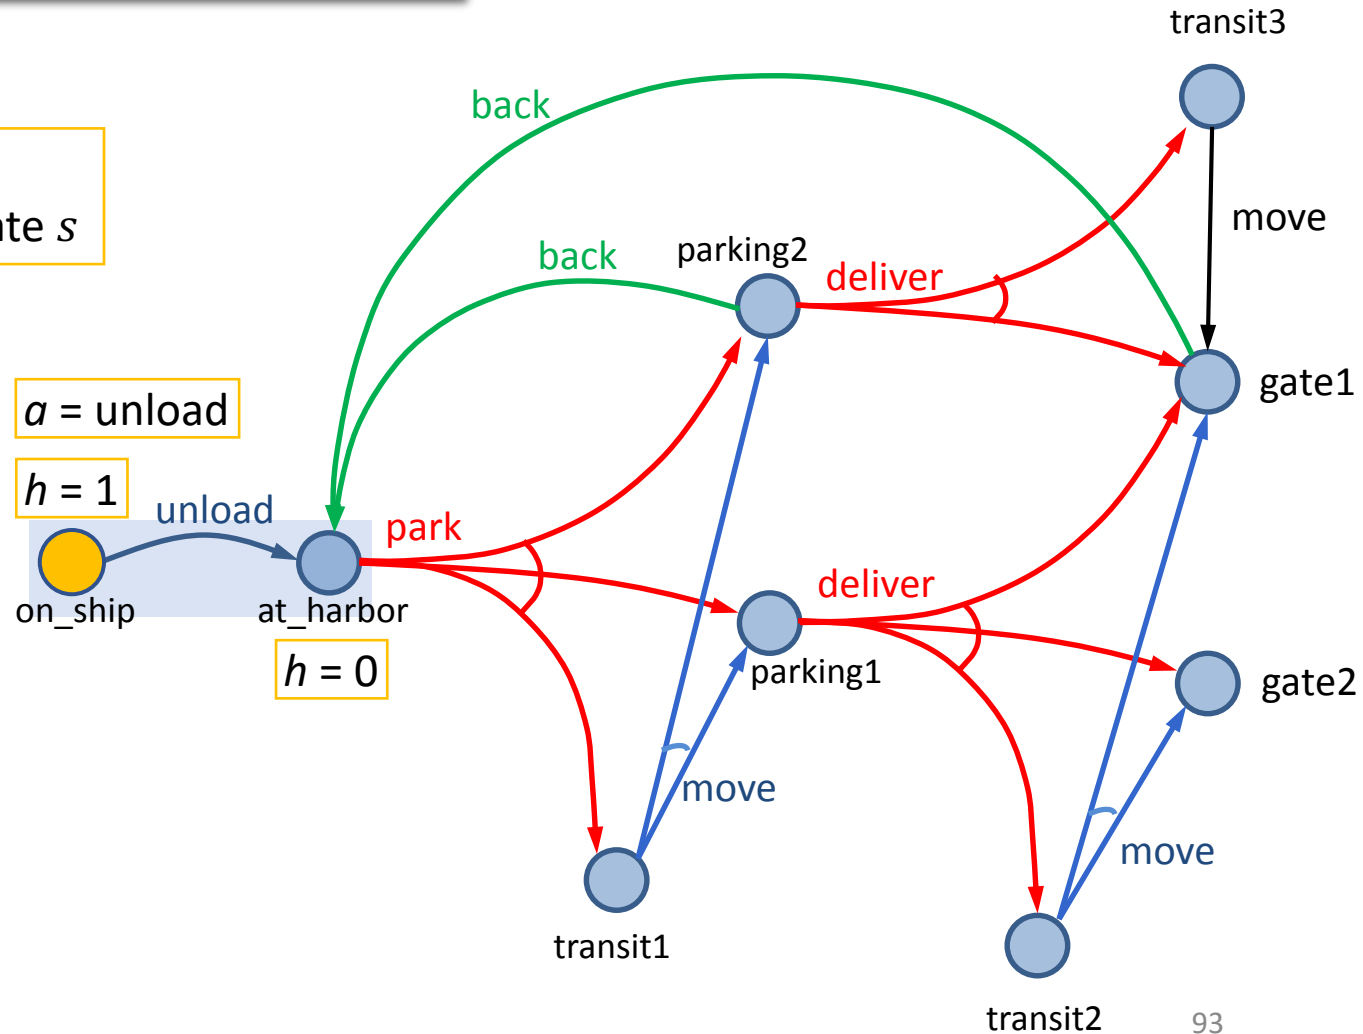 transit3
back
ate s
move
parking2
back
deliver
gate1
a = unload
h = 1
unload
park
on_ship
at_harbor
deliver
h = 0
parking1
gate2
move
move
transit1
transit2
93